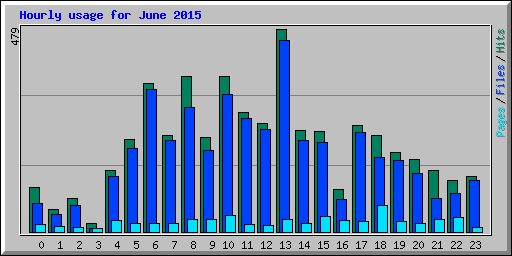 Hourly usage for June 2015
479
Pages/Files/Hits
0 1 2 3 4 5 6 7 8 9 10 11 12 13 14 15 16 17 18 19 20 21 22 23